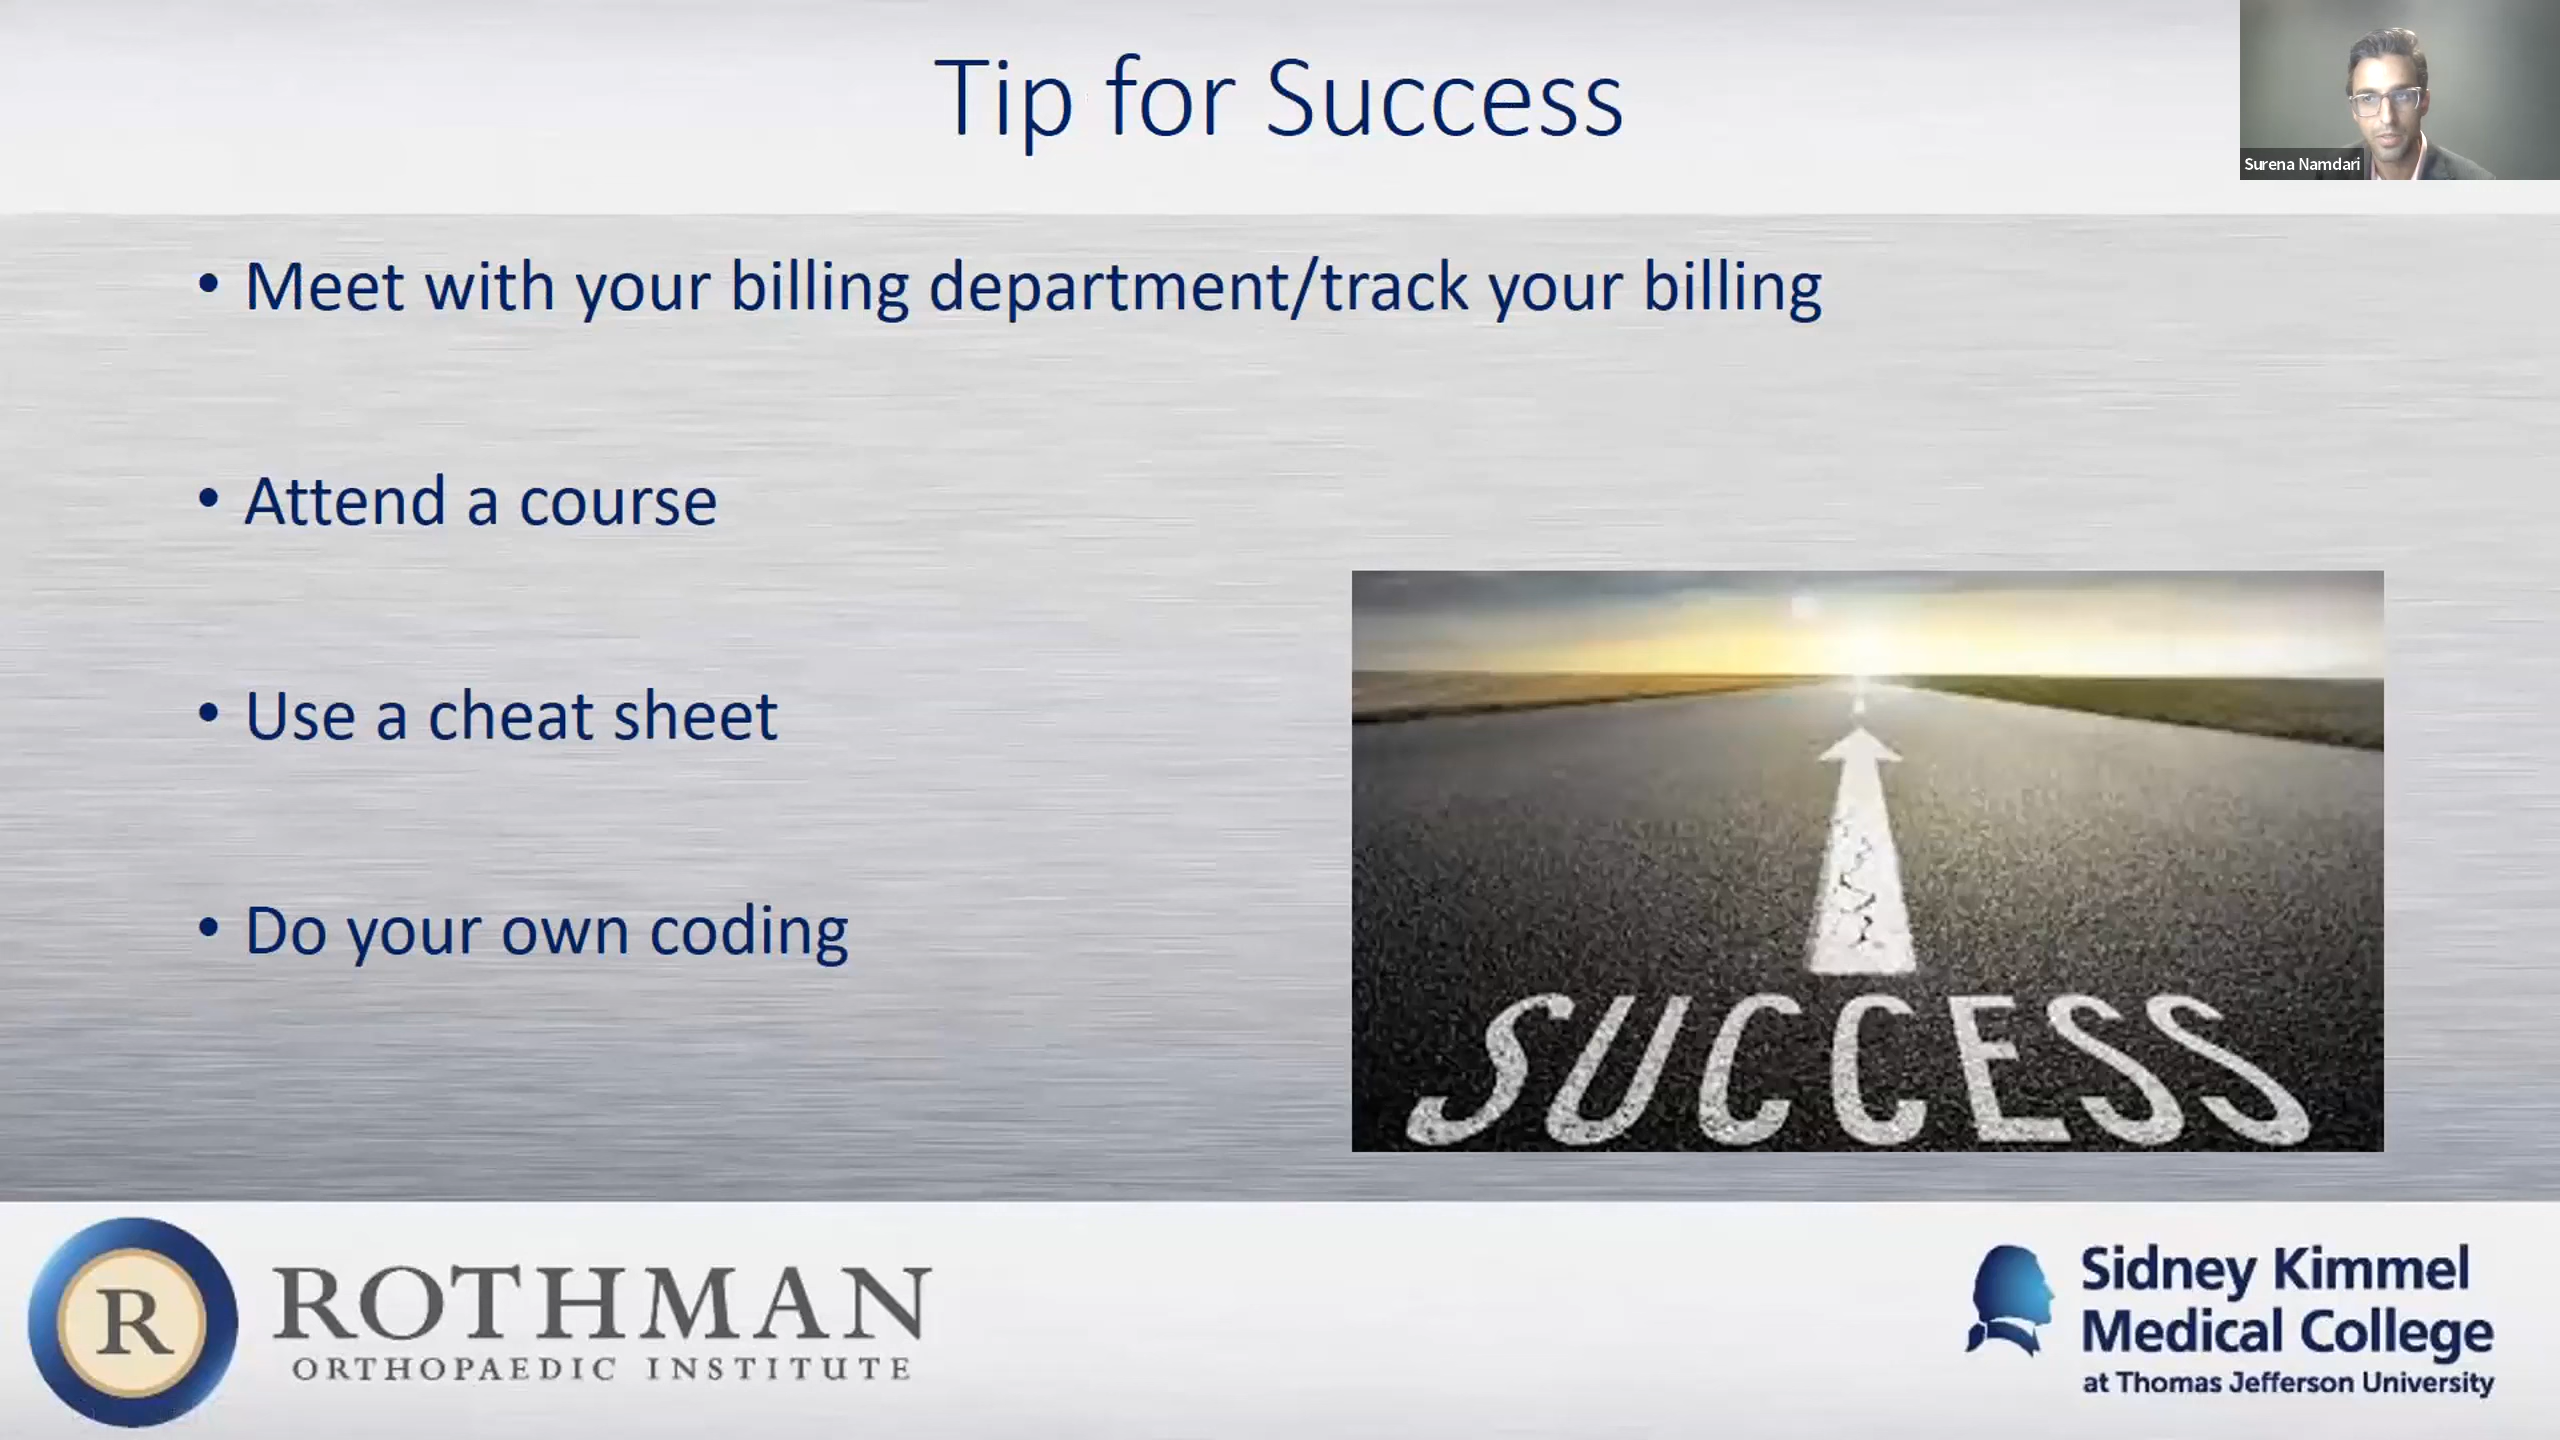 Tip for Success
Surena Namdari
• Meet with your billing department/track your billing
• Attend a course
• Use a cheat sheet
• Do your own coding
SUCCESS
R
ROTHMAN
ORTHOPAEDIC INSTITUTE
Sidney Kimmel
Medical College
at Thomas Jefferson University